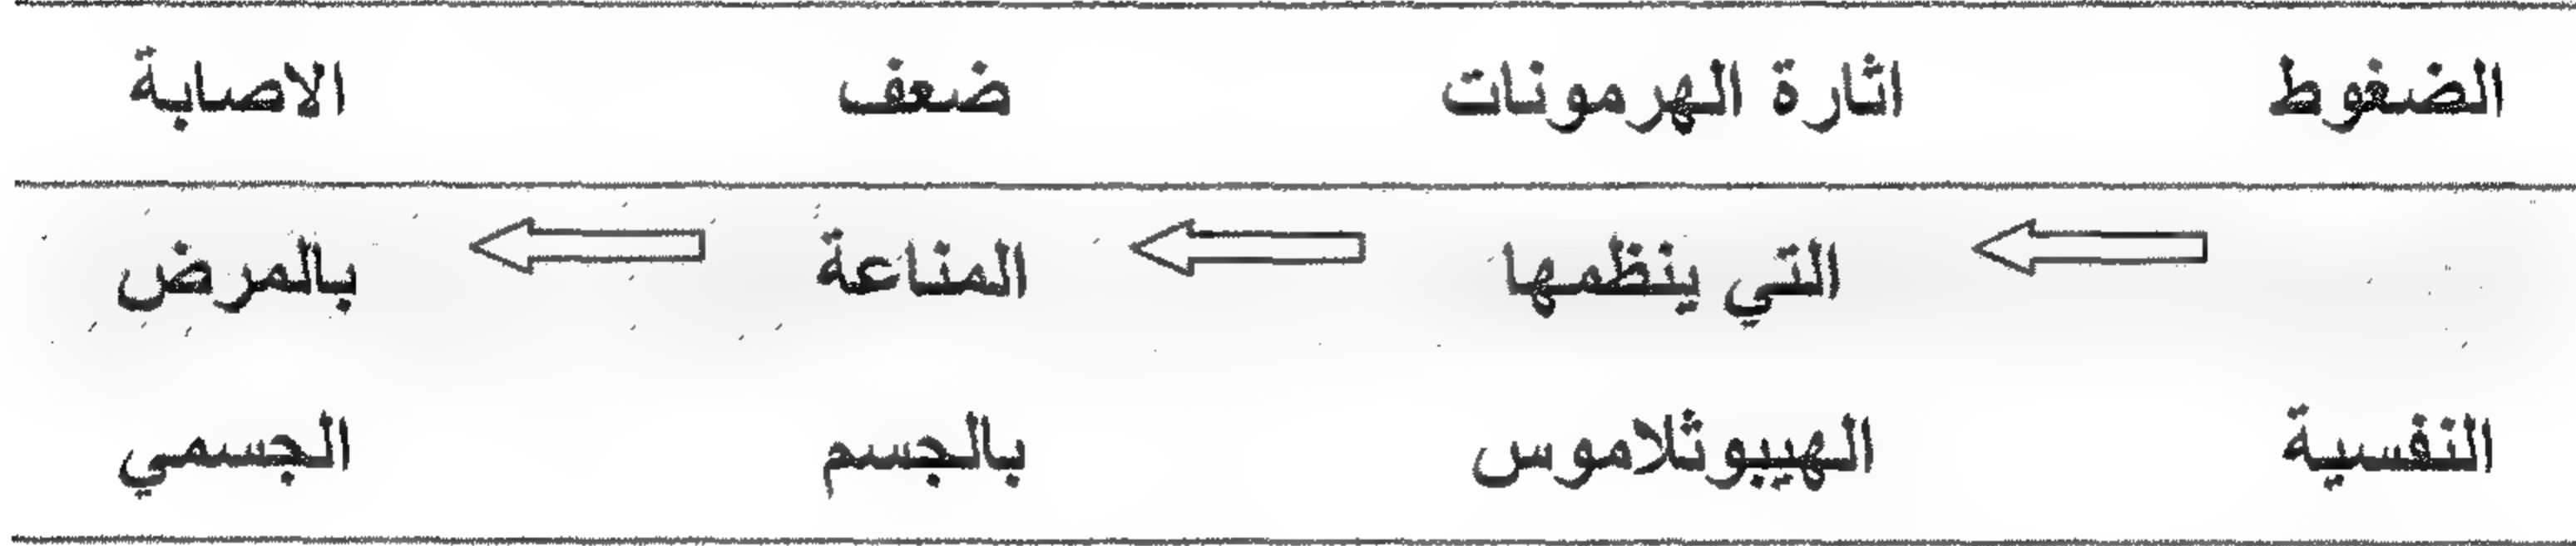 الضغوط اثارة الهرمونات ضعف الاصابة
التي ينظمها المناعة بالمرض
النفسية الهيبوثلاموس بالجسم الجسمي